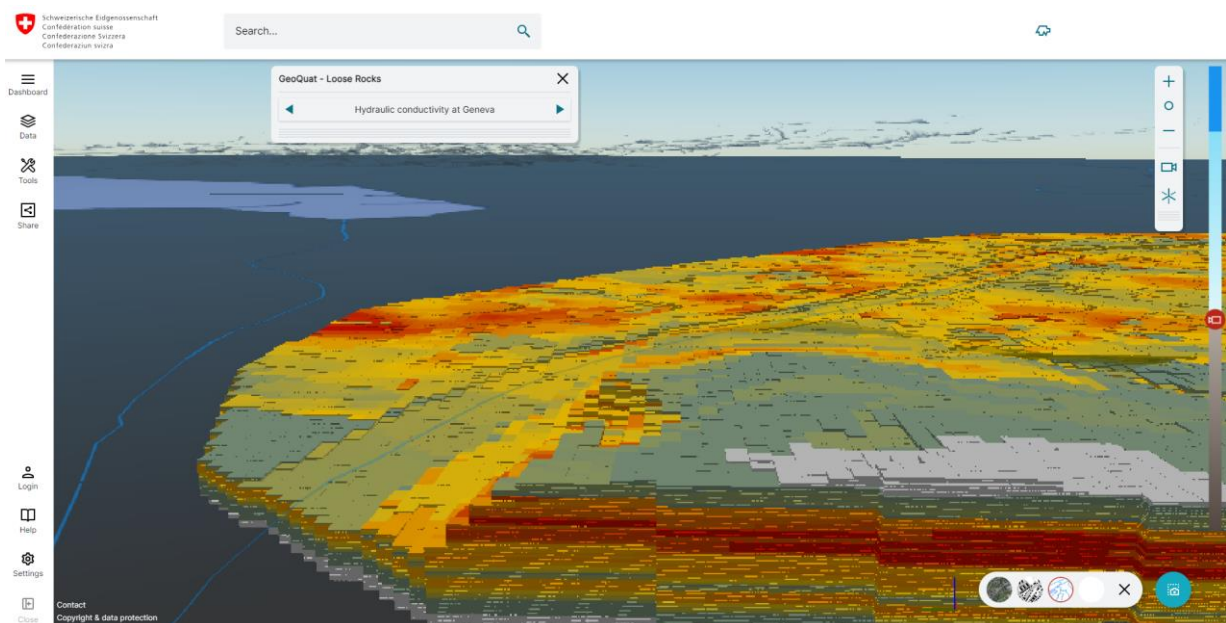 Schweizerische Eidgenossenschaft
Confédération suisse
Confederazione Svizzera
Confederaziun svizra
Search...
Dashboard
Data
Tools
Share
GeoQuat - Loose Rocks
Hydraulic conductivity at Geneva
Login
Help
Settings
Close
Contact
Copyright & data protection